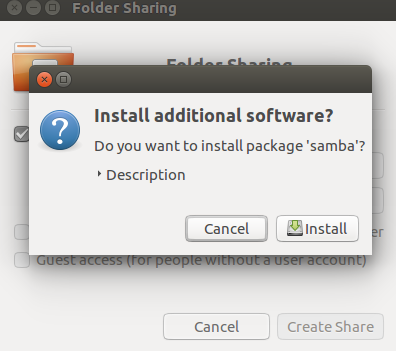 Folder Sharing
Folder Sharing
Install additional software?
Do you want to install package 'samba'?
Description
Cancel
Install
Guest access (for people without a user account)
Cancel
Create Share